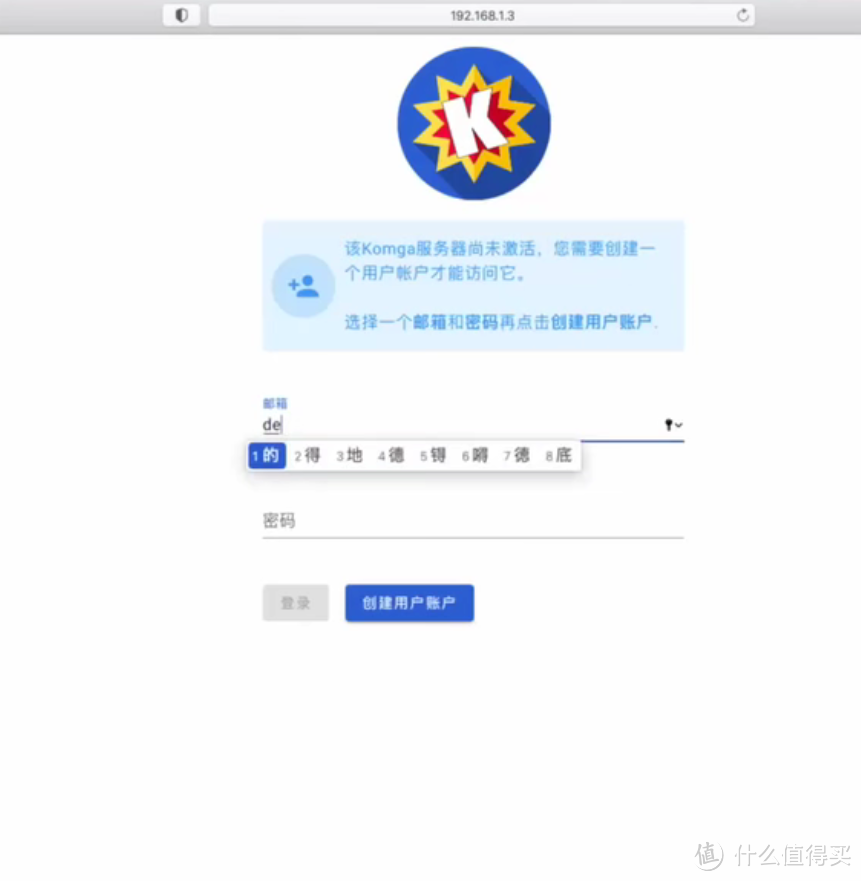 192.168.1.3
K
该Komga服务器尚未激活，您需要创建一
个用户帐户才能访问它。
选择一个邮箱和密码再点击创建用户账户.
邮箱
de
1 的 2 得 3 地 4 德 5 锝 6 嘚 7 德 8 底
密码
登录 创建用户账户
值 什么值得买